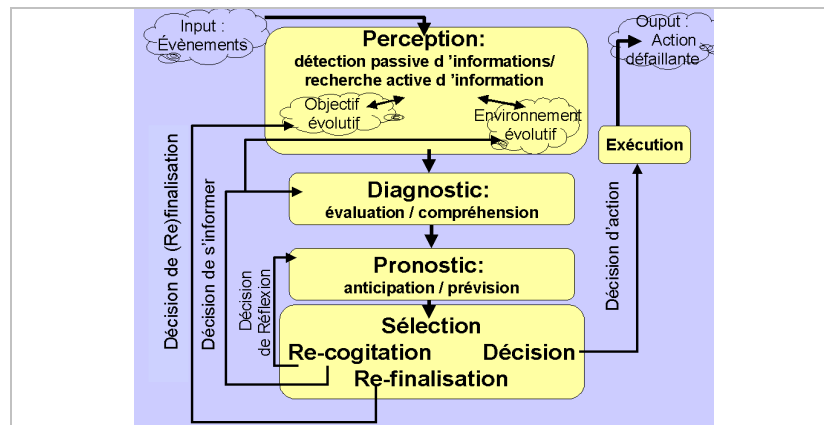 Input :
Évènements
Ouput :
Action
défaillante
Perception:
détection passive d 'informations/
recherche active d 'information
Objectif
évolutif
Environnement
évolutif
Exécution
Diagnostic:
évaluation / compréhension
Pronostic:
anticipation / prévision
Sélection
Re-cogitation
Décision
Re-finalisation
Décision de (Re)finalisation
Décision de s'informer
Décision
de Réflexion
Décision d'action